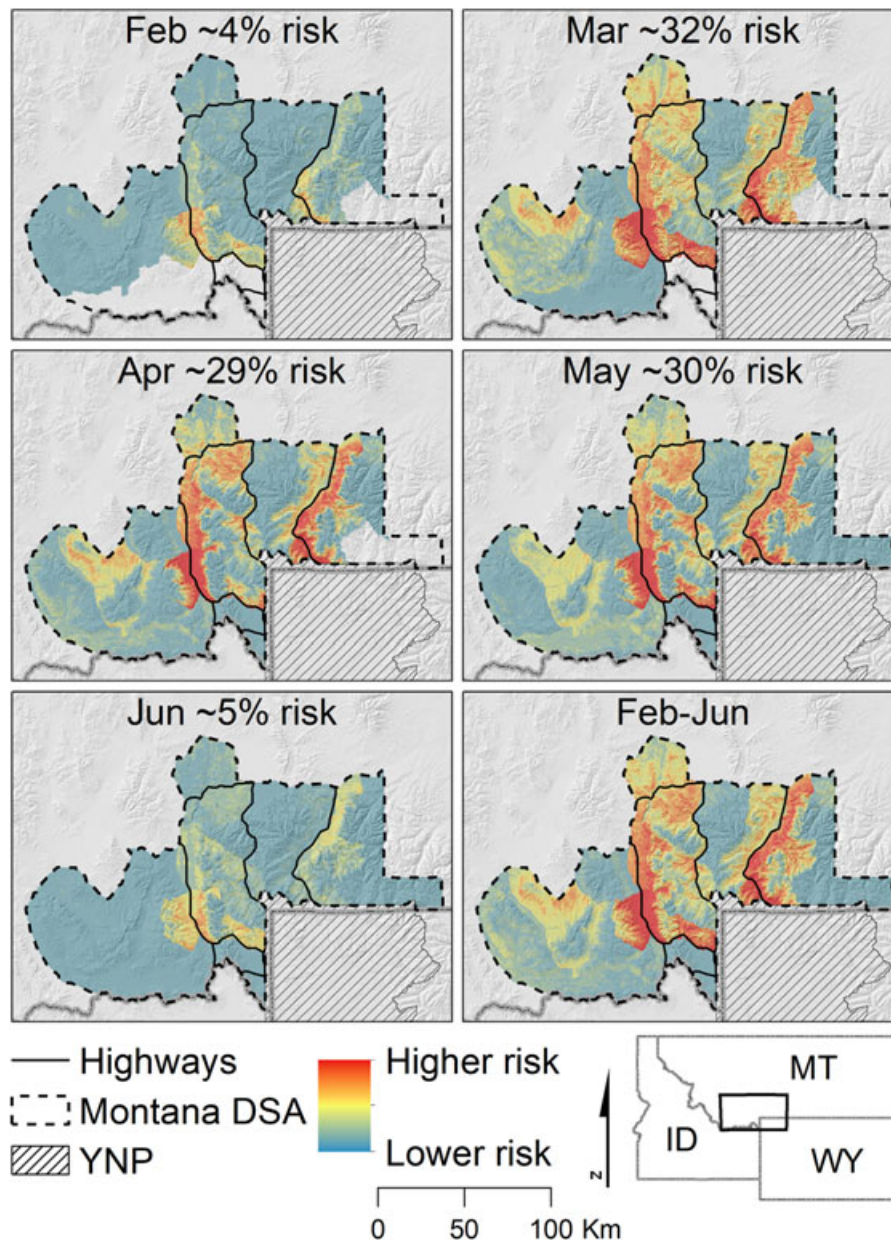 Feb ~4% risk
Mar ~32% risk
Apr ~29% risk
May ~30% risk
Jun ~5% risk
Feb-Jun
Highways
Montana DSA
YNP
Higher risk
Lower risk
0 50 100 Km
N
MT
ID
WY